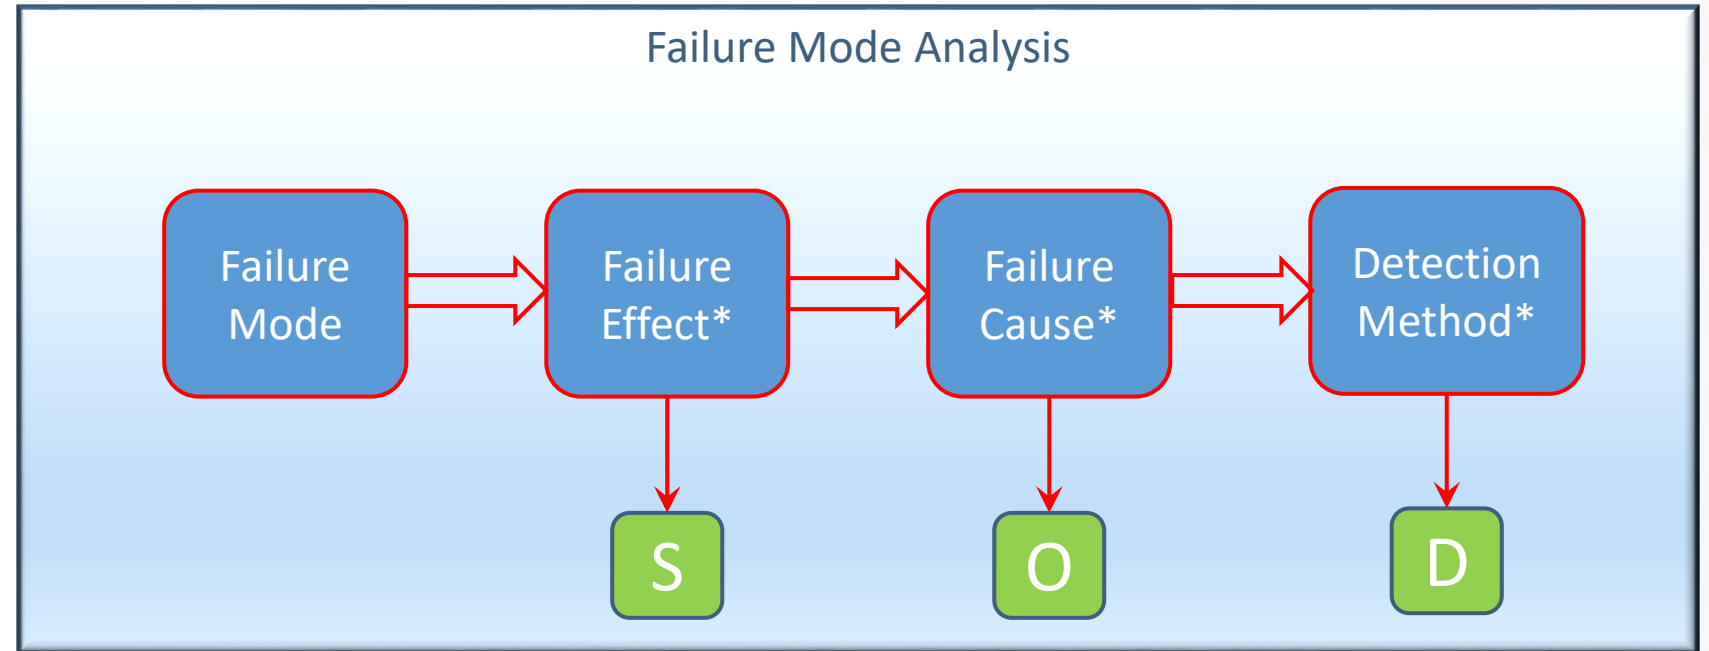 Failure Mode Analysis
Failure
Mode
Failure
Effect*
Failure
Cause*
Detection
Method*
S
O
D